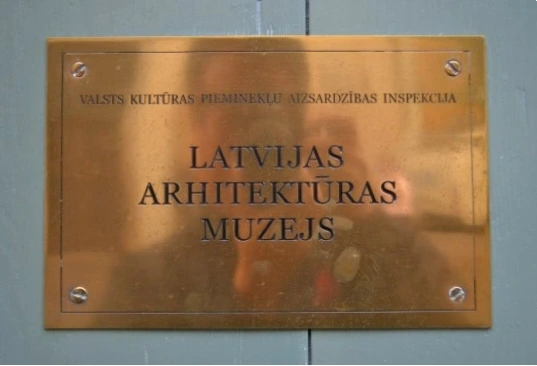 VALSTS KULTŪRAS PIEMINEKĻU AIZSARDZĪBAS INSPEKCIJA
LATVIJAS
ARHITEKTŪRAS
MUZEJS